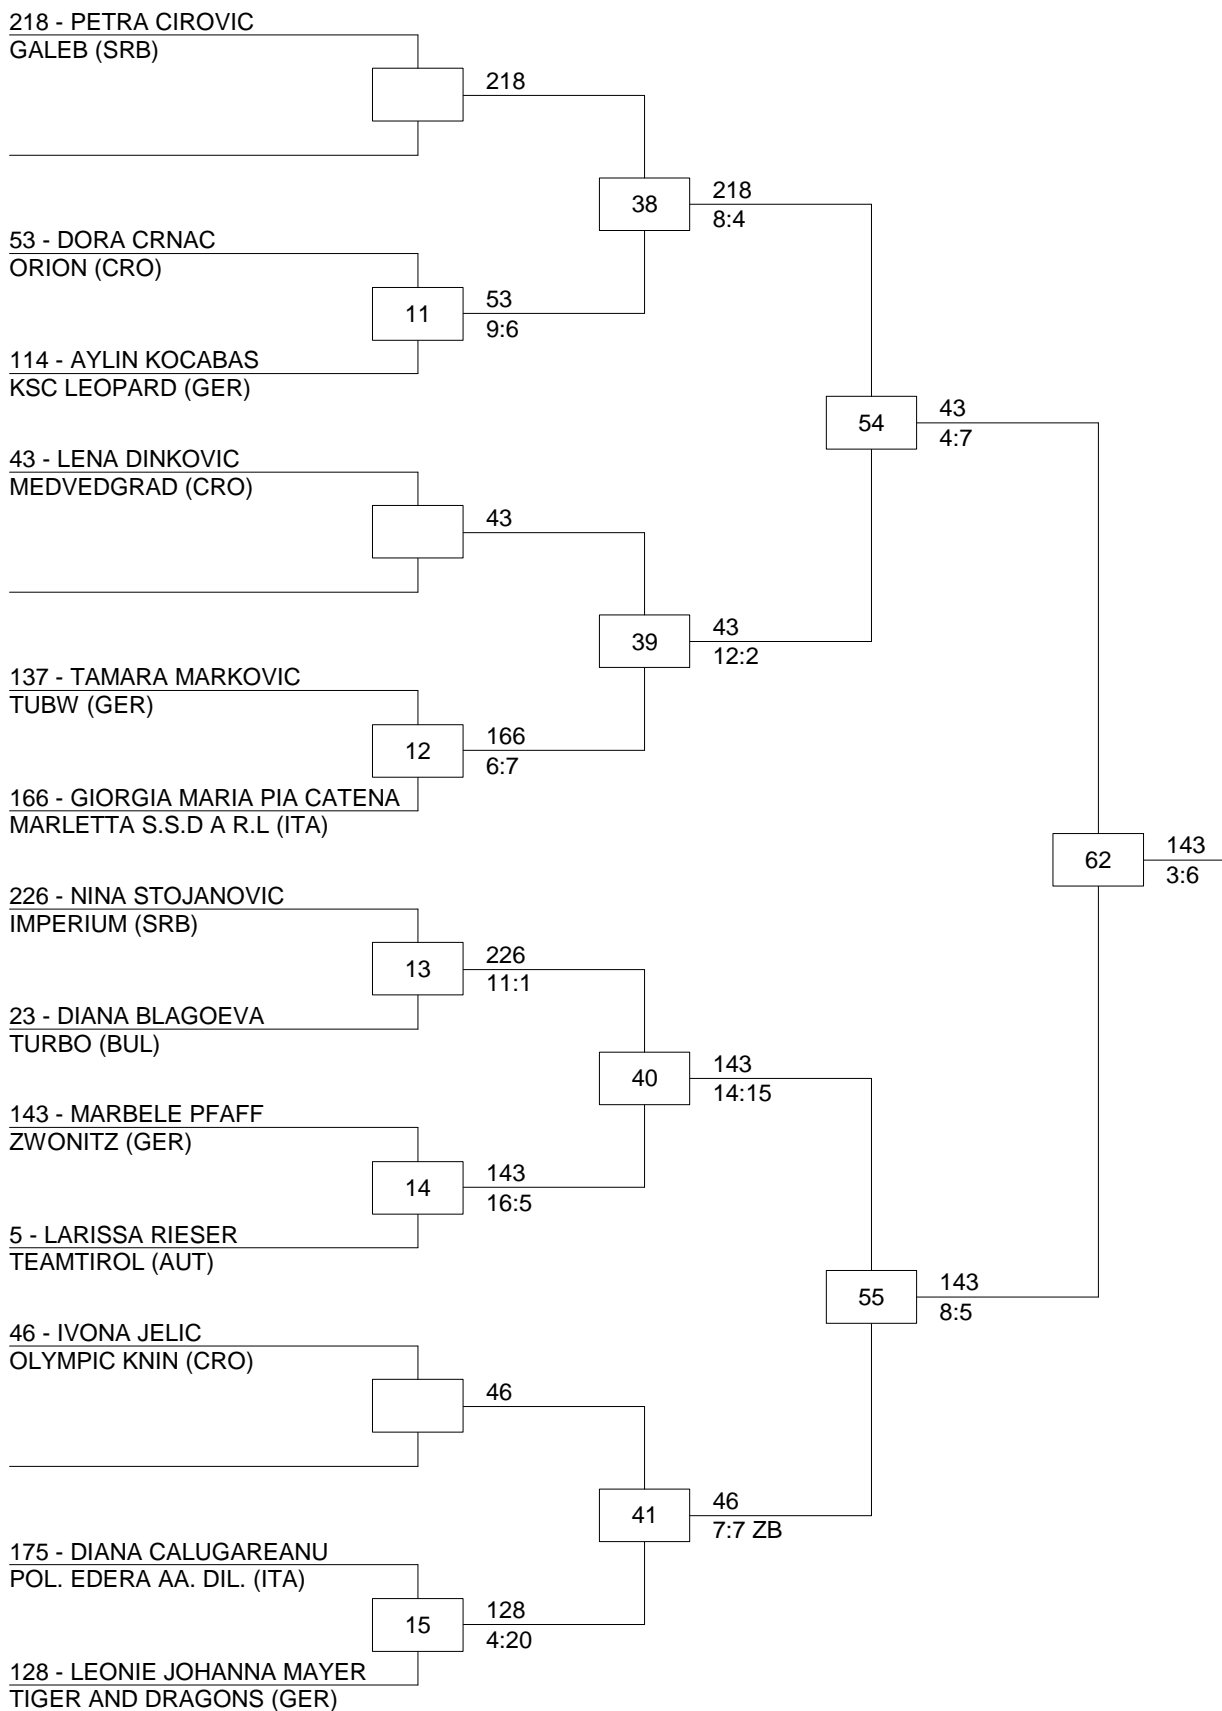 218 - PETRA CIROVIC
GALEB (SRB)
218
38
218
8:4
53 - DORA CRNAC
ORION (CRO)
11
53
9:6
114 - AYLIN KOCABAS
KSC LEOPARD (GER)
54
43
4:7
43 - LENA DINKOVIC
MEDVEDGRAD (CRO)
43
39
43
12:2
137 - TAMARA MARKOVIC
TUBW (GER)
12
166
6:7
166 - GIORGIA MARIA PIA CATENA
MARLETTA S.S.D A R.L (ITA)
62
143
3:6
226 - NINA STOJANOVIC
IMPERIUM (SRB)
13
226
11:1
23 - DIANA BLAGOEVA
TURBO (BUL)
40
143
14:15
143 - MARBELE PFAFF
ZWONITZ (GER)
14
143
16:5
5 - LARISSA RIESER
TEAMTIROL (AUT)
55
143
8:5
46 - IVONA JELIC
OLYMPIC KNIN (CRO)
46
41
46
7:7 ZB
175 - DIANA CALUGAREANU
POL. EDERA AA. DIL. (ITA)
15
128
4:20
128 - LEONIE JOHANNA MAYER
TIGER AND DRAGONS (GER)